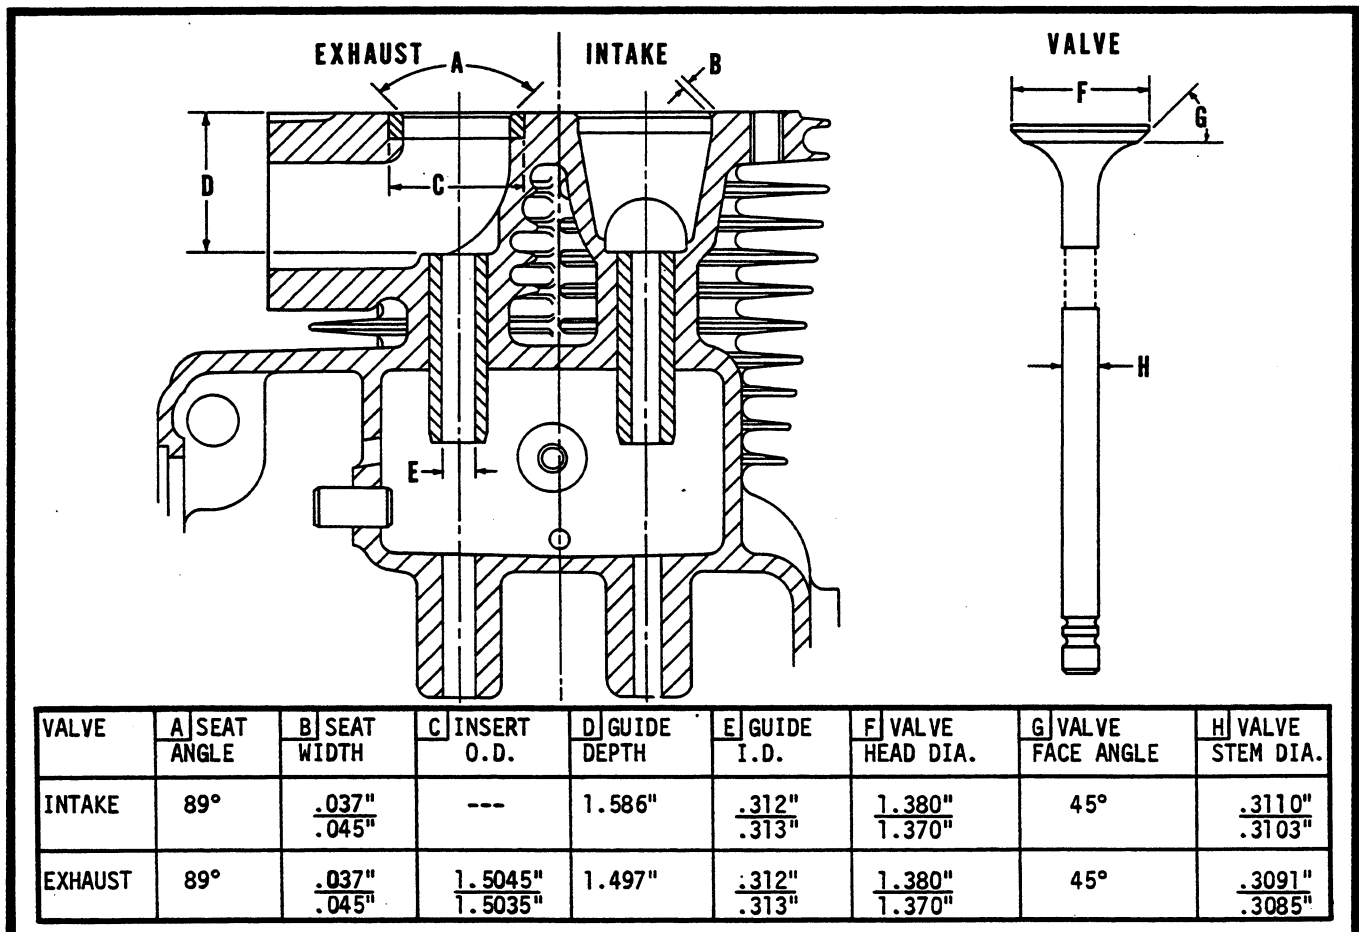 EXHAUST INTAKE VALVE
A
B
F
G
D
C
H
E
VALVE A SEAT ANGLE B SEAT WIDTH C INSERT O.D. D GUIDE DEPTH E GUIDE I.D. F VALVE HEAD DIA. G VALVE FACE ANGLE H VALVE STEM DIA.
INTAKE 89° .037" .045" --- 1.586" .312" .313" 1.380" 1.370" 45° .3110" .3103"
EXHAUST 89° .037" .045" 1.5045" 1.5035" 1.497" .312" .313" 1.380" 1.370" 45° .3091" .3085"